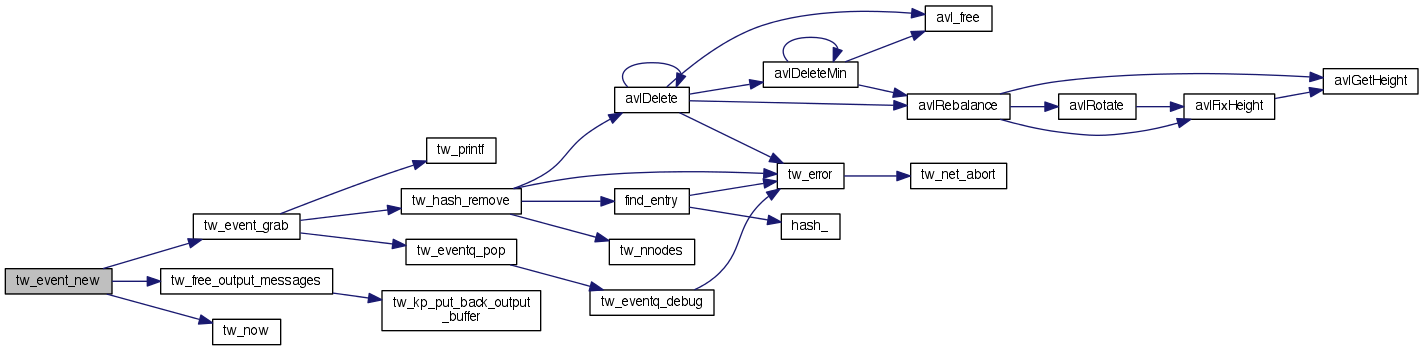 avl_free
avlDeleteMin
avlGetHeight
avlDelete
avlRebalance
avlRotate
avlFixHeight
tw_printf
tw_error
tw_net_abort
tw_hash_remove
find_entry
tw_event_grab
hash_
tw_eventq_pop
tw_nnodes
tw_event_new
tw_free_output_messages
tw_kp_put_back_output
_buffer
tw_eventq_debug
tw_now